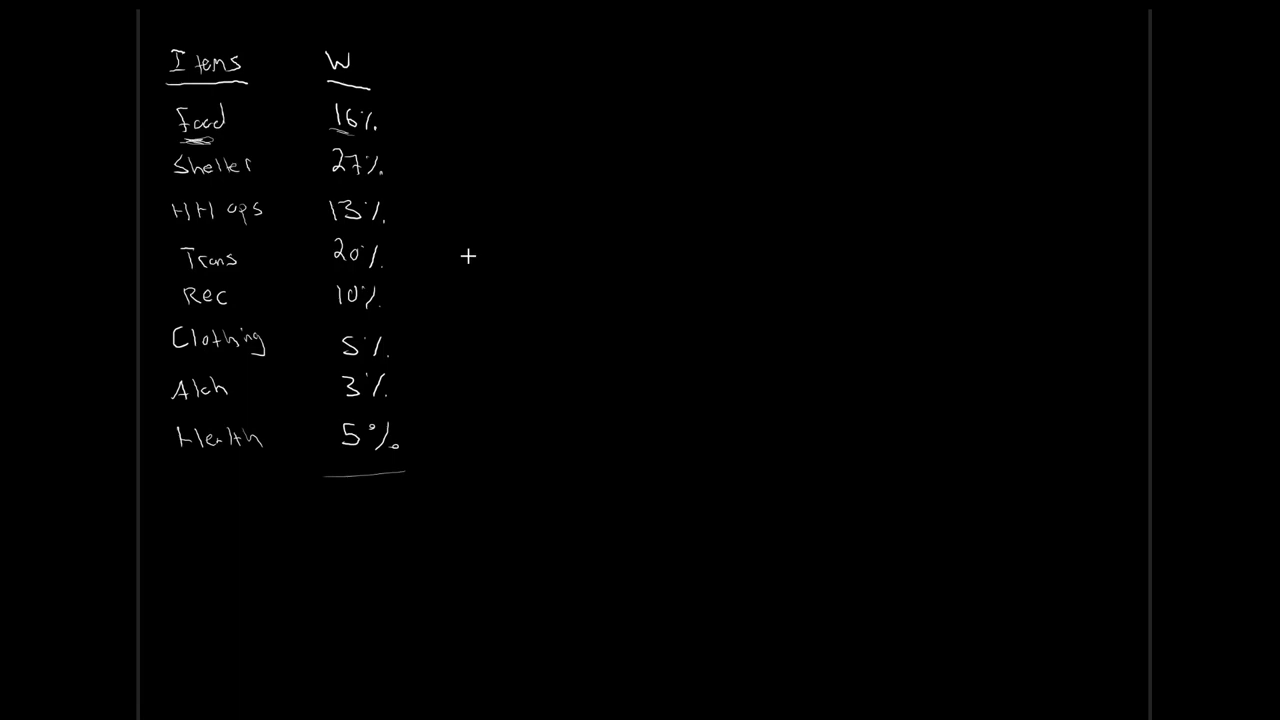 Items W
Food 16%
Shelter 27%
HH ops 13%
Trans 20%
Rec 10%
Clothing 5%
Alch 3%
Health 5%